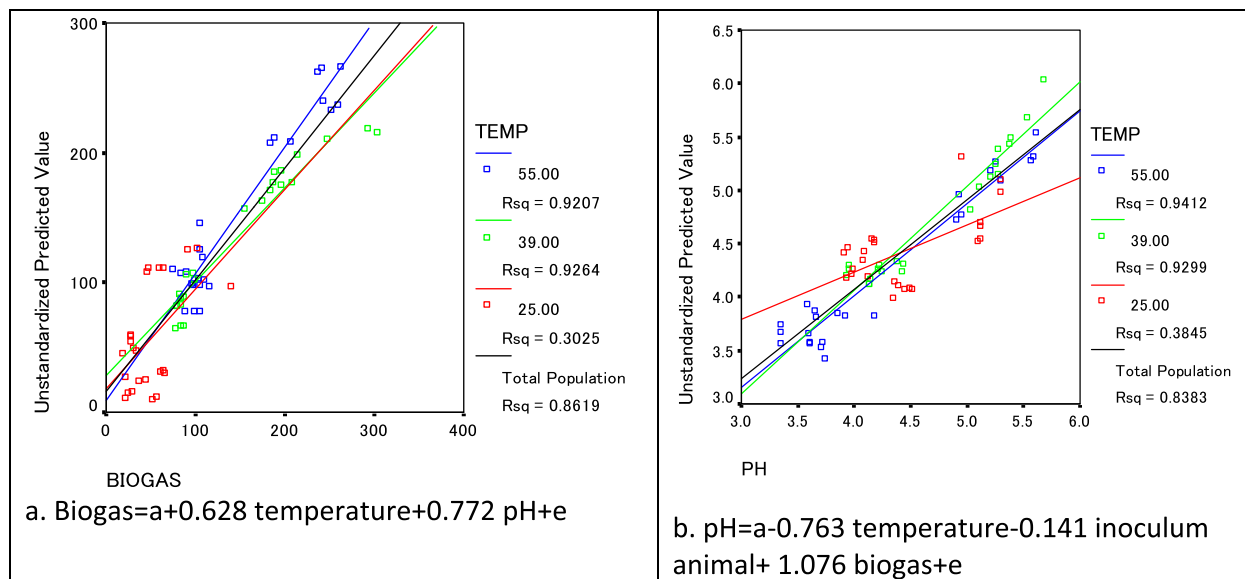 300
200
100
0
0
100
200
300
400
Unstandardized Predicted Value
BIOGAS
TEMP
55.00
Rsq = 0.9207
39.00
Rsq = 0.9264
25.00
Rsq = 0.3025
Total Population
Rsq = 0.8619
a. Biogas=a+0.628 temperature+0.772 pH+e
6.5
6.0
5.5
5.0
4.5
4.0
3.5
3.0
3.0
3.5
4.0
4.5
5.0
5.5
6.0
Unstandardized Predicted Value
PH
TEMP
55.00
Rsq = 0.9412
39.00
Rsq = 0.9299
25.00
Rsq = 0.3845
Total Population
Rsq = 0.8383
b. pH=a-0.763 temperature-0.141 inoculum
animal+ 1.076 biogas+e